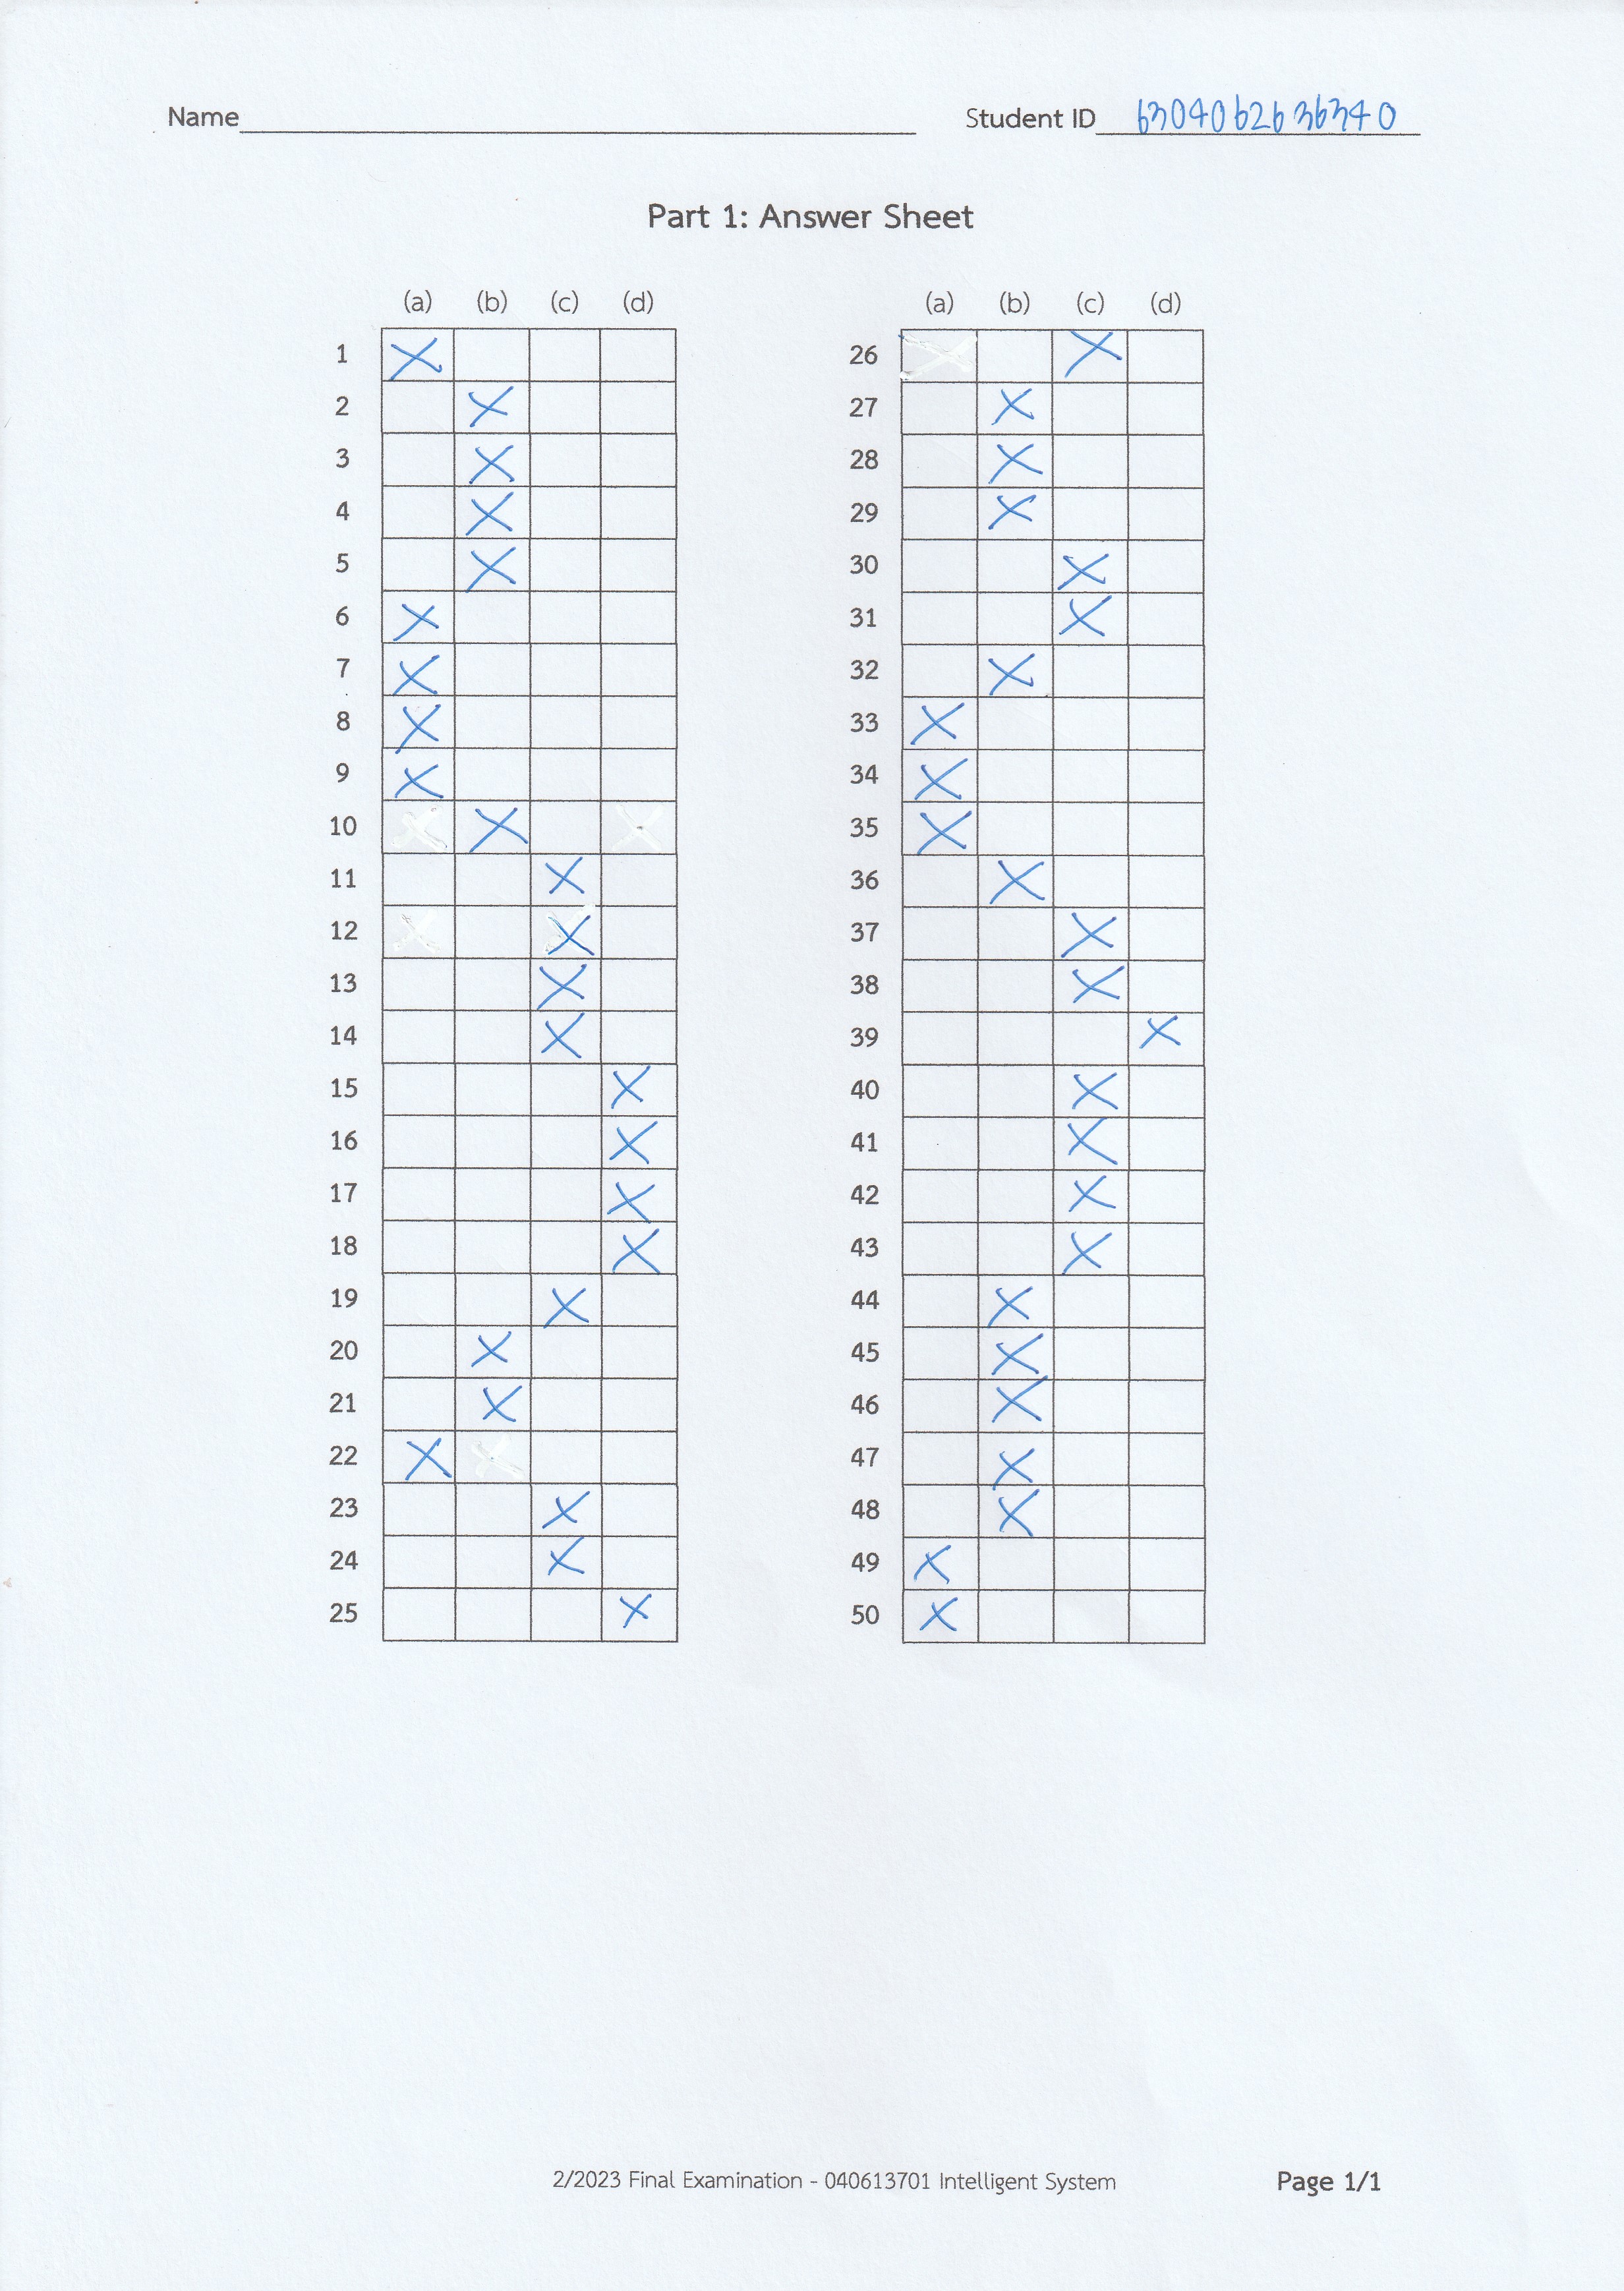 Name Student ID 6304062636340
Part 1: Answer Sheet
(a) (b) (c) (d) (a) (b) (c) (d)
1 X 26 X
2 X 27 X
3 X 28 X
4 X 29 X
5 X 30 X
6 X 31 X
7 X 32 X
8 X 33 X
9 X 34 X
10 X 35 X
11 X 36 X
12 X 37 X
13 X 38 X
14 X 39 X
15 X 40 X
16 X 41 X
17 X 42 X
18 X 43 X
19 X 44 X
20 X 45 X
21 X 46 X
22 X 47 X
23 X 48 X
24 X 49 X
25 X 50 X
2/2023 Final Examination - 040613701 Intelligent System Page 1/1